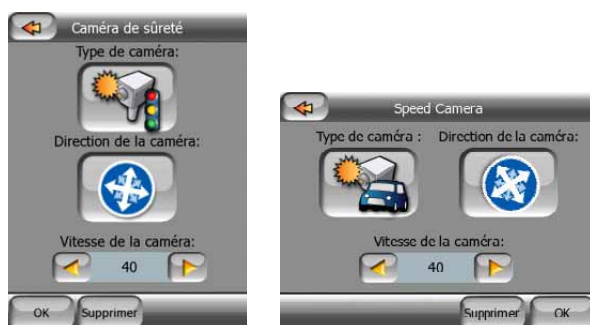 Caméra de sûreté
Type de caméra:
Direction de la caméra:
Vitesse de la caméra:
40
OK Supprimer
Speed Camera
Type de caméra : Direction de la caméra:
Vitesse de la caméra:
40
Supprimer OK